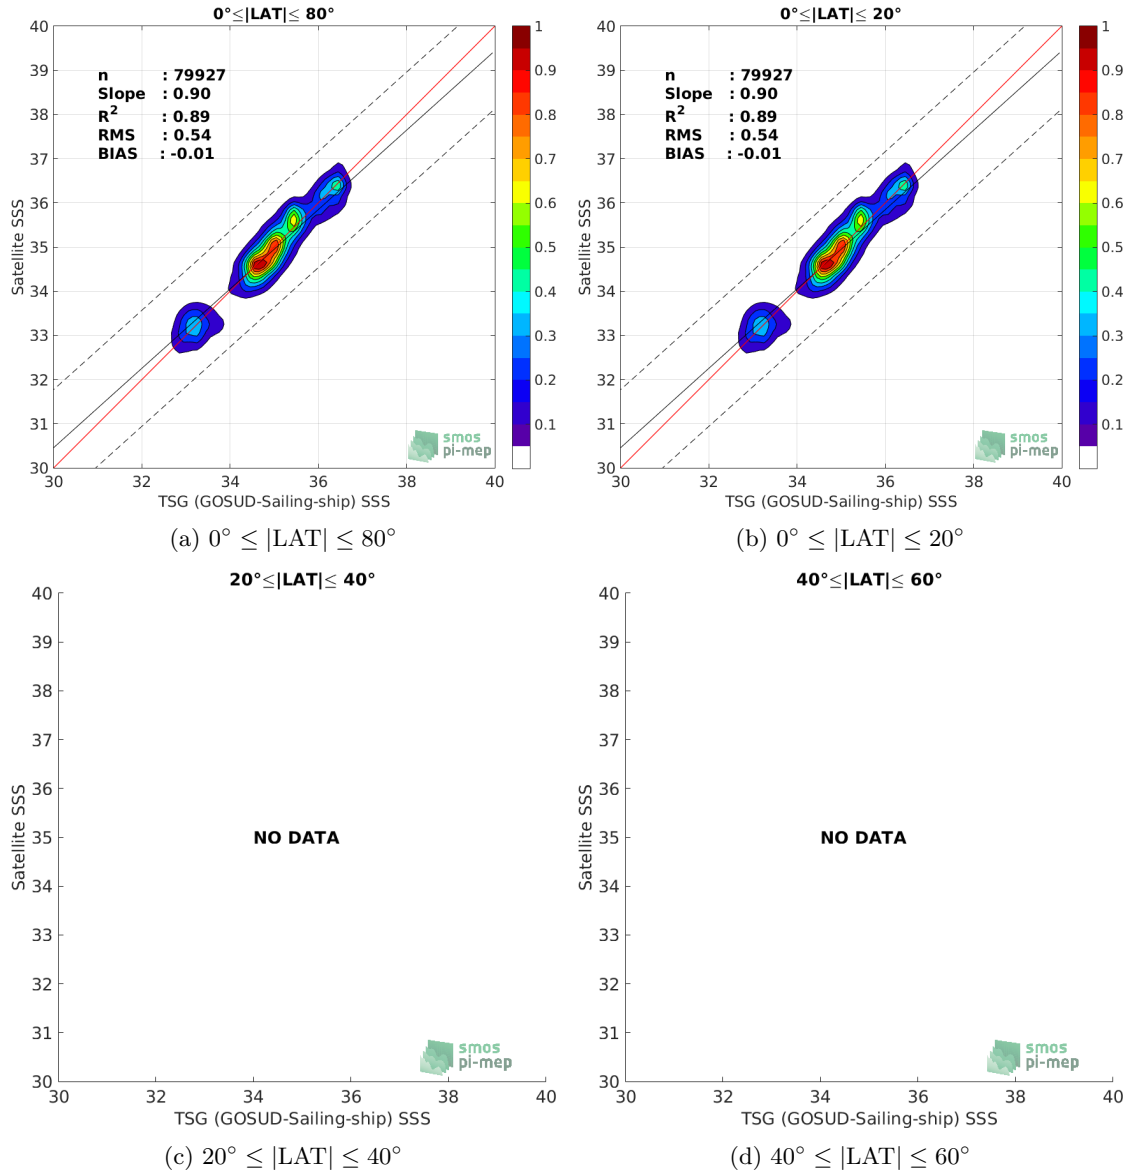 0°≤|LAT|≤ 80°
40
39
38
37
36
35
34
33
32
31
30
Satellite SSS
n : 79927
Slope : 0.90
R² : 0.89
RMS : 0.54
BIAS : -0.01
smos
pi-mep
30 32 34 36 38 40
TSG (GOSUD-Sailing-ship) SSS
1
0.9
0.8
0.7
0.6
0.5
0.4
0.3
0.2
0.1
(a) 0° ≤ |LAT| ≤ 80°
0°≤|LAT|≤ 20°
40
39
38
37
36
35
34
33
32
31
30
Satellite SSS
n : 79927
Slope : 0.90
R² : 0.89
RMS : 0.54
BIAS : -0.01
smos
pi-mep
30 32 34 36 38 40
TSG (GOSUD-Sailing-ship) SSS
1
0.9
0.8
0.7
0.6
0.5
0.4
0.3
0.2
0.1
(b) 0° ≤ |LAT| ≤ 20°
20°≤|LAT|≤ 40°
40
39
38
37
36
35
34
33
32
31
30
Satellite SSS
NO DATA
smos
pi-mep
30 32 34 36 38 40
TSG (GOSUD-Sailing-ship) SSS
(c) 20° ≤ |LAT| ≤ 40°
40°≤|LAT|≤ 60°
40
39
38
37
36
35
34
33
32
31
30
Satellite SSS
NO DATA
smos
pi-mep
30 32 34 36 38 40
TSG (GOSUD-Sailing-ship) SSS
(d) 40° ≤ |LAT| ≤ 60°